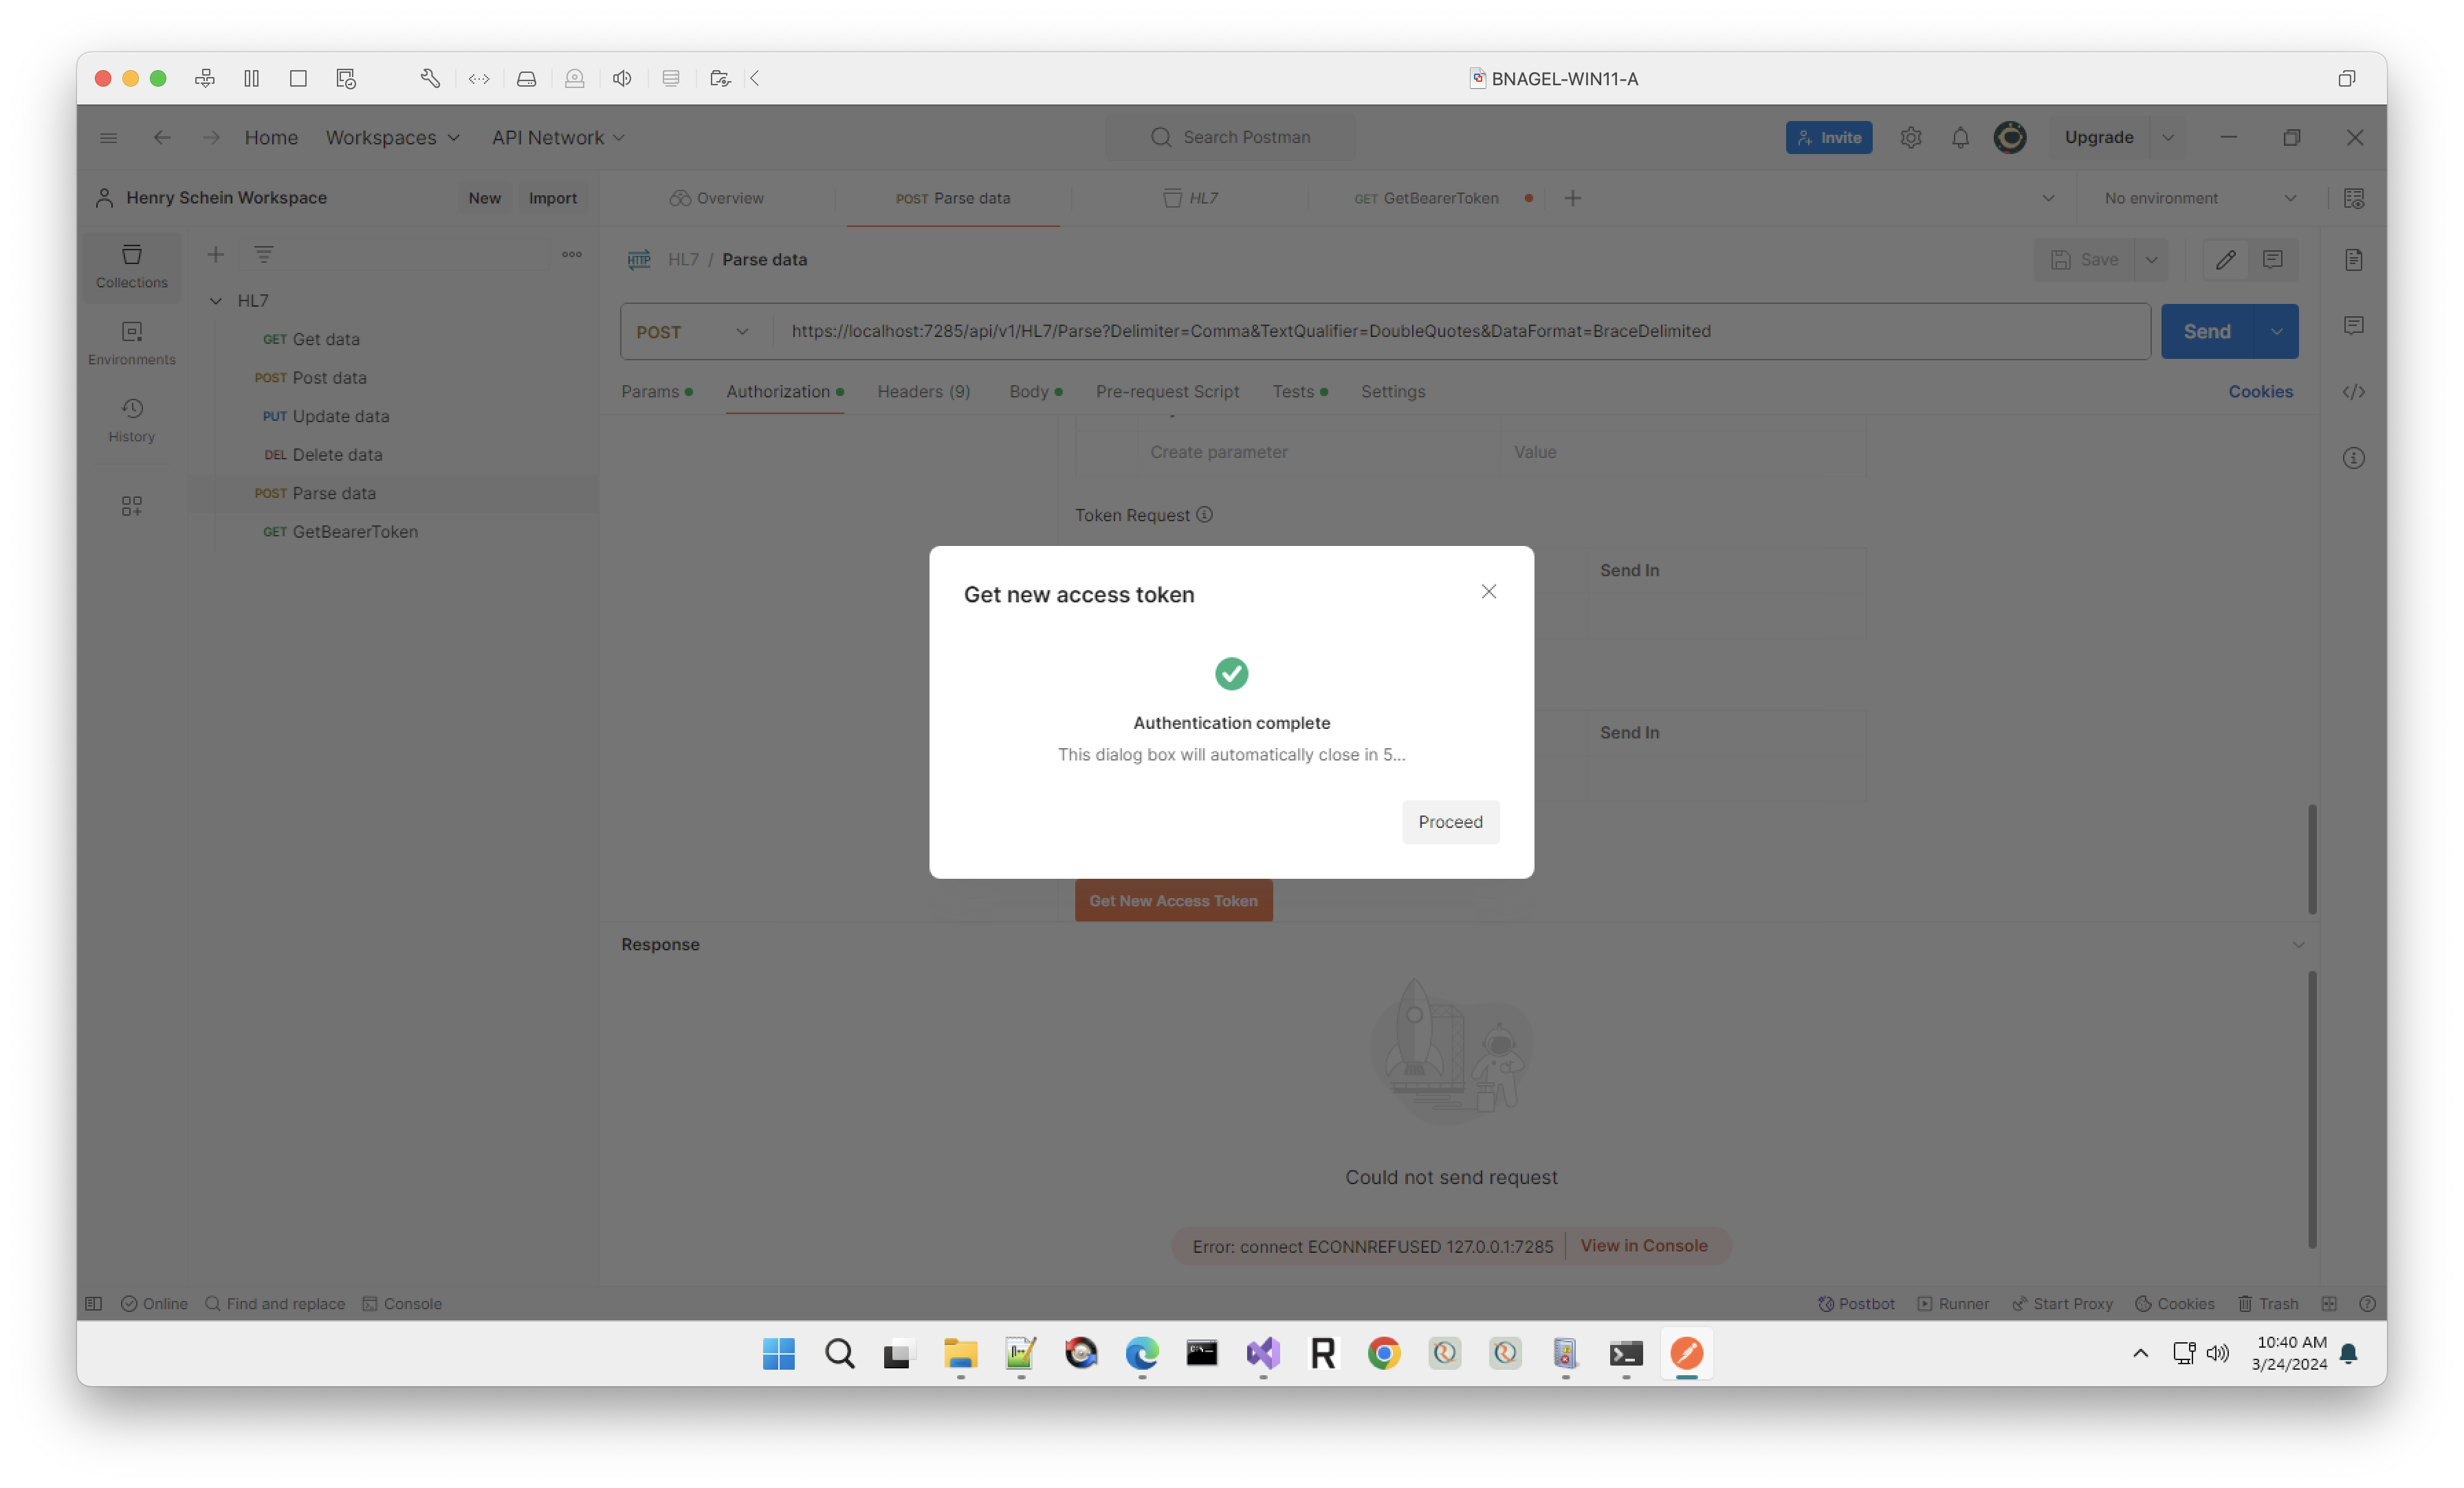 BNAGEL-WIN11-A
Home Workspaces API Network Search Postman Invite Upgrade
Henry Schein Workspace New Import Overview POST Parse data HL7 GET GetBearerToken No environment
Collections
HL7 / Parse data Save
HL7
GET Get data
POST https://localhost:7285/api/v1/HL7/Parse?Delimiter=Comma&TextQualifier=DoubleQuotes&DataFormat=BraceDelimited Send
Environments
POST Post data
Params Authorization Headers (9) Body Pre-request Script Tests Settings Cookies
PUT Update data
History
DEL Delete data
Create parameter Value
POST Parse data
Token Request
GET GetBearerToken
Send In
Get new access token
Authentication complete
Send In
This dialog box will automatically close in 5...
Proceed
Get New Access Token
Response
Could not send request
Error: connect ECONNREFUSED 127.0.0.1:7285 View in Console
Online Find and replace Console Postbot Runner Start Proxy Cookies Trash
10:40 AM
3/24/2024